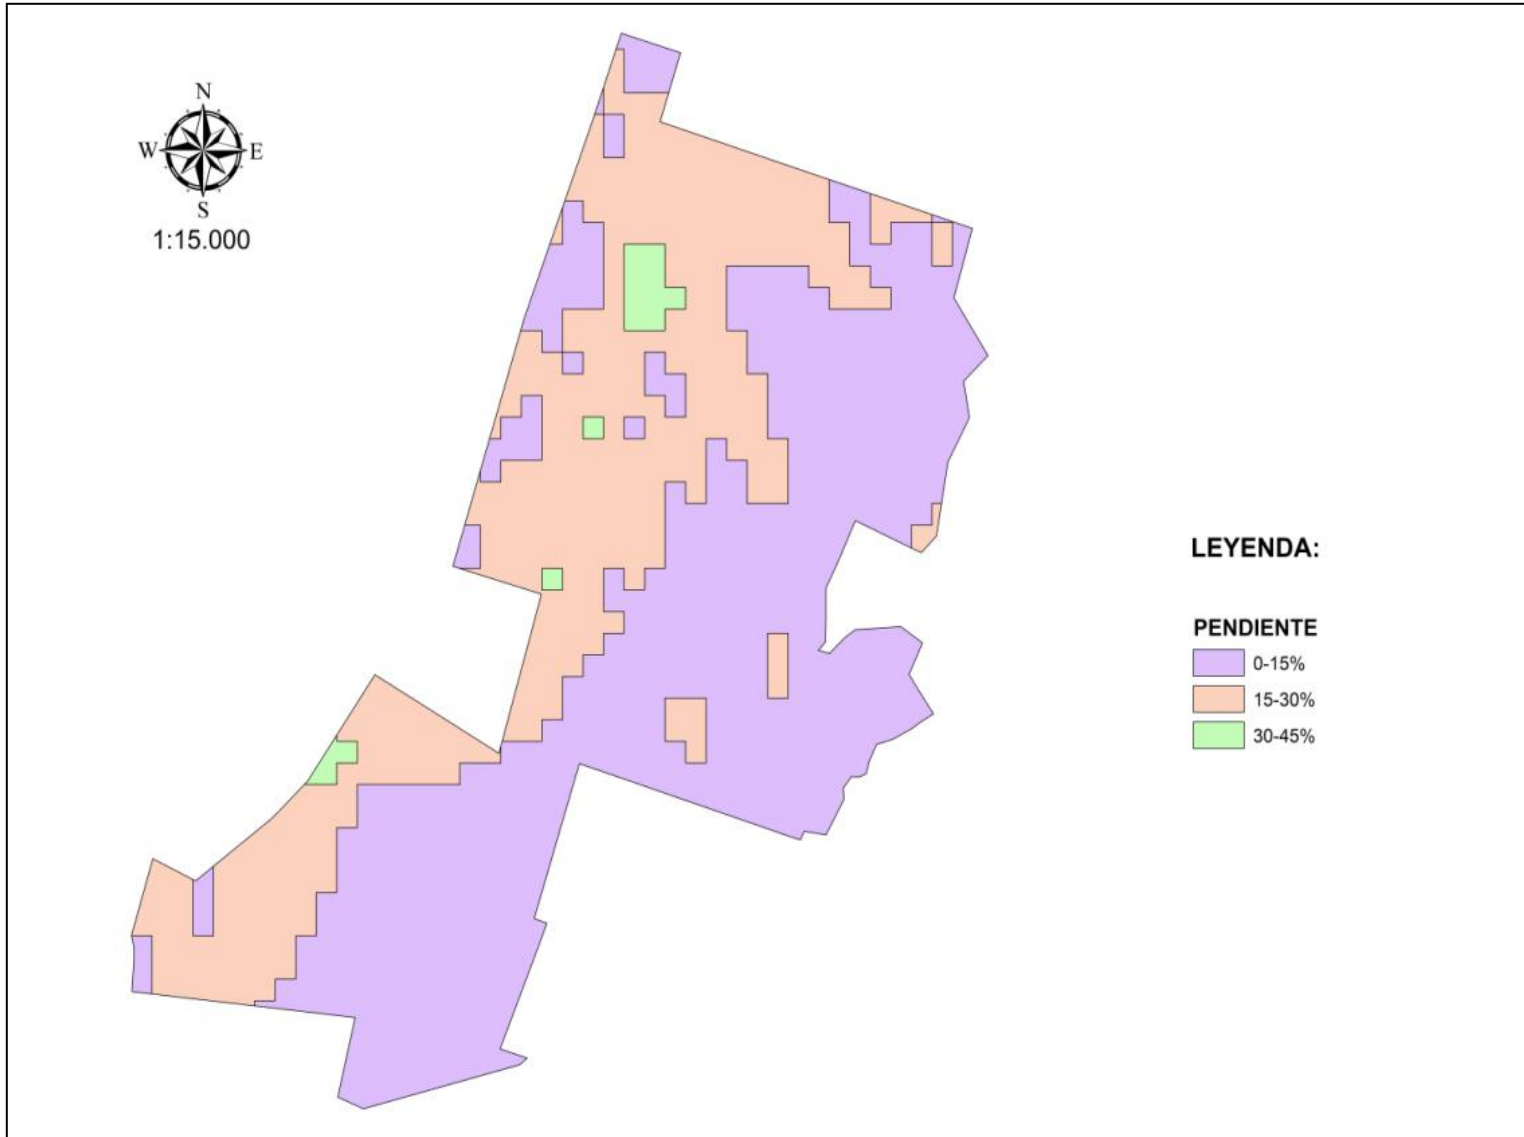 N
W E
S
1:15.000
LEYENDA:
PENDIENTE
0-15%
15-30%
30-45%